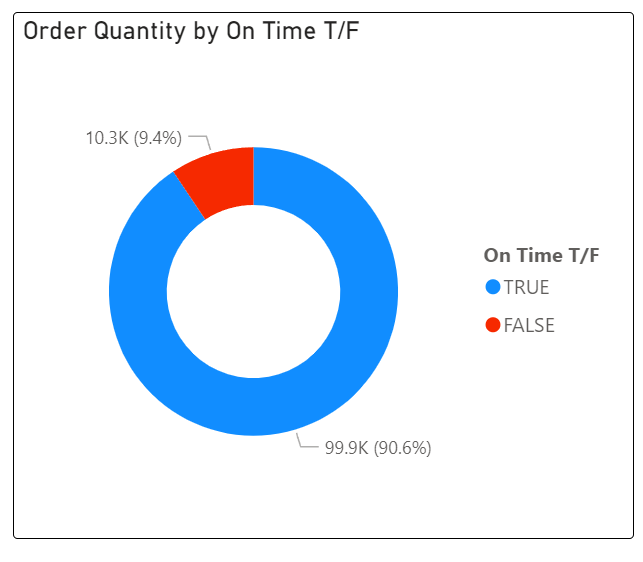 Order Quantity by On Time T/F
10.3K (9.4%)
On Time T/F
TRUE
FALSE
99.9K (90.6%)